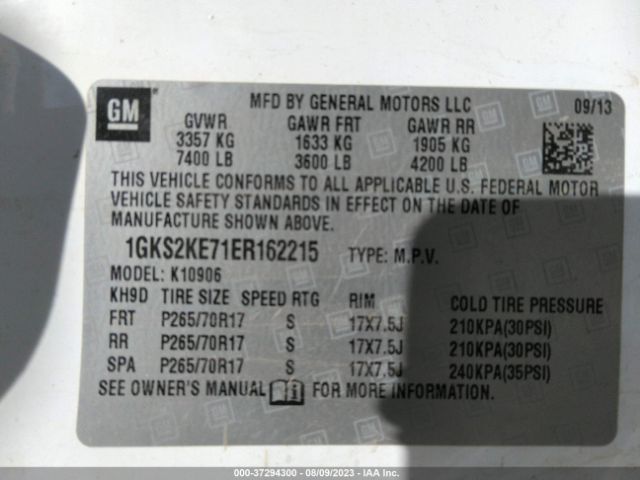 GM
MFD BY GENERAL MOTORS LLC 09/13
GVWR GAWR FRT GAWR RR
3357 KG 1633 KG 1905 KG
7400 LB 3600 LB 4200 LB
THIS VEHICLE CONFORMS TO ALL APPLICABLE U.S. FEDERAL MOTOR
VEHICLE SAFETY STANDARDS IN EFFECT ON THE DATE OF
MANUFACTURE SHOWN ABOVE.
1GKS2KE71ER162215 TYPE: M.P.V.
MODEL: K10906
KH9D TIRE SIZE SPEED RTG RIM COLD TIRE PRESSURE
FRT P265/70R17 S 17X7.5J 210KPA(30PSI)
RR P265/70R17 S 17X7.5J 210KPA(30PSI)
SPA P265/70R17 S 17X7.5J 240KPA(35PSI)
SEE OWNER'S MANUAL FOR MORE INFORMATION.
000-37294300 - 08/09/2023 - IAA Inc.